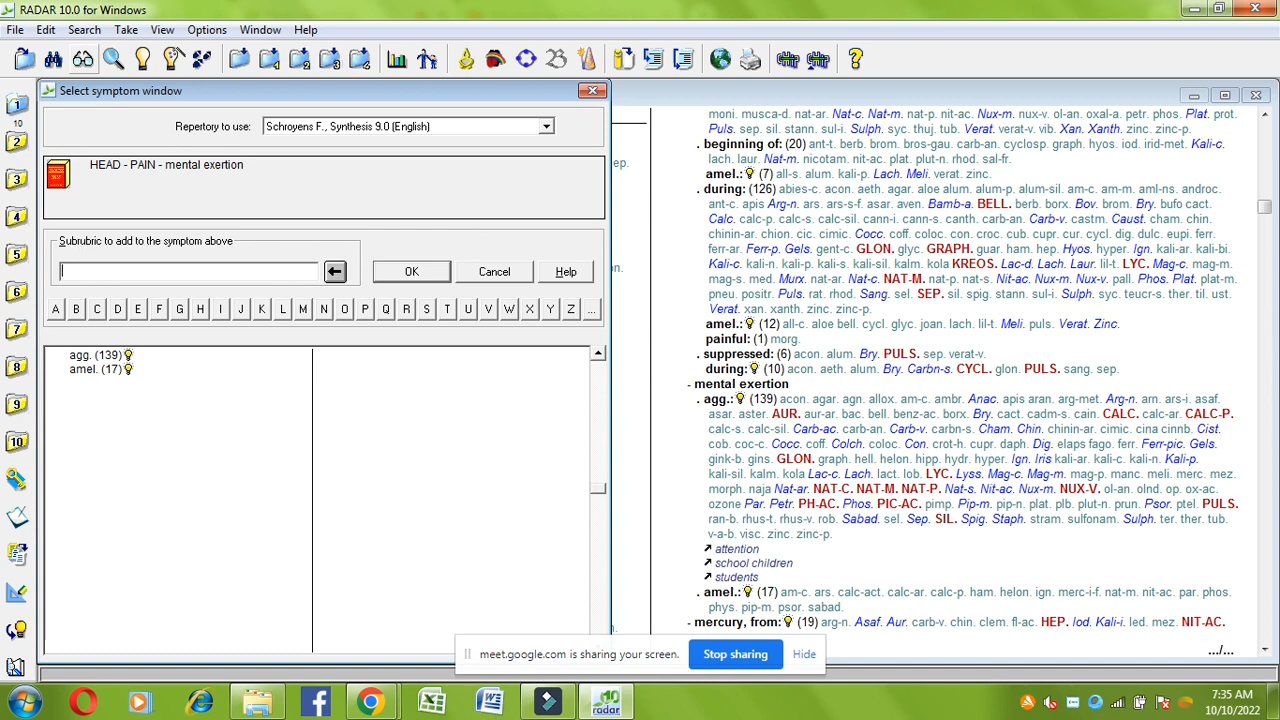 RADAR 10.0 for Windows
File Edit Search Take View Options Window Help
Select symptom window
Repertory to use: Schroyens F., Synthesis 9.0 (English)
HEAD - PAIN - mental exertion
Subrubric to add to the symptom above
OK Cancel Help
A B C D E F G H I J K L M N O P Q R S T U V W X Y Z ...
agg. (139)
amel. (17)
1
10
2
3
4
5
6
7
8
9
10
moni. musca-d. nat-ar. Nat-c. Nat-m. nat-p. nat-s. nit-ac. Nux-m. nux-v. ol-an. oxal-a. petr. phos. Plat. prot.
Puls. sep. sil. stann. sul-i. Sulph. syc. thuj. tub. Verat. verat-v. vib. Xan. Xanth. zinc. zinc-p.
. beginning of: (20) ant-t. berb. brom. bros-gau. carb-an. cyclosp. graph. hyos. iod. irid-met. Kali-c.
lach. laur. Nat-m. nicotam. nit-ac. plat. plut-n. rhod. sal-fr.
amel.: (7) all-s. alum. kali-p. Lach. Meli. verat. zinc.
. during: (126) abies-c. acon. aeth. agar. aloe alum. alum-p. alum-sil. am-c. am-m. aml-ns. androc.
ant-c. apis Arg-n. ars. ars-s-f. asar. aven. Bamb-a. BELL. berb. borx. Bov. brom. Bry. bufo cact.
Calc. calc-p. calc-s. calc-sil. cann-i. cann-s. canth. carb-an. Carb-v. castm. Caust. cham. chin.
chinin-ar. chion. cic. cimic. Cocc. coff. coloc. con. croc. cub. cupr. cur. cycl. dig. dulc. eupi. ferr.
ferr-ar. Ferr-p. Gels. gent-c. GLON. glyc. GRAPH. guar. ham. hep. Hyos. hyper. Ign. kali-ar. kali-bi.
Kali-c. kali-n. kali-p. kali-s. kali-sil. kalm. kola KREOS. Lac-d. Lach. Laur. lil-t. LYC. Mag-c. mag-m.
mag-s. med. Murx. nat-ar. Nat-c. NAT-M. nat-p. nat-s. Nit-ac. Nux-m. Nux-v. pall. Phos. Plat. plat-m.
pneu. positr. Puls. rat. rhod. Sang. sel. SEP. sil. spig. stann. sul-i. Sulph. syc. teucr-s. ther. til. ust.
Verat. vib. xan. xanth. zinc. zinc-p.
amel.: (12) all-c. aloe bell. cycl. glyc. joan. lach. lil-t. Meli. puls. Verat. Zinc.
painful: (1) morg.
. suppressed: (6) acon. alum. Bry. PULS. sep. verat-v.
during: (10) acon. aeth. alum. Bry. Carbn-s. CYCL. glon. PULS. sang. sep.
- mental exertion
. agg.: (139) acon. agar. agn. allox. am-c. ambr. Anac. apis aran. arg-met. Arg-n. arn. ars-i. asaf.
asar. aster. AUR. aur-ar. bac. bell. benz-ac. borx. Bry. cact. cadm-s. cain. CALC. calc-ar. CALC-P.
calc-s. calc-sil. Carb-ac. carb-an. Carb-v. carbn-s. Cham. Chin. chinin-ar. cimic. cina cinnb. Cist.
cob. coc-c. Cocc. coff. Colch. coloc. Con. crot-h. cupr. daph. Dig. elaps fago. ferr. Ferr-pic. Gels.
gink-b. gins. GLON. graph. hell. helon. hipp. hydr. hyper. Ign. Iris kali-ar. kali-c. kali-n. Kali-p.
kali-sil. kalm. kola Lac-c. Lach. lact. lob. LYC. Lyss. Mag-c. Mag-m. mag-p. manc. meli. merc. mez.
morph. naja Nat-ar. NAT-C. NAT-M. NAT-P. Nat-s. Nit-ac. Nux-m. NUX-V. ol-an. olnd. op. ox-ac.
ozone Par. Petr. PH-AC. Phos. PIC-AC. pimp. Pip-m. pip-n. plat. plb. plut-n. prun. Psor. ptel. PULS.
ran-b. rhus-t. rhus-v. rob. Sabad. sel. Sep. SIL. Spig. Staph. stram. sulfonam. Sulph. ter. ther. tub.
v-a-b. visc. zinc. zinc-p.
attention
school children
students
. amel.: (17) am-c. ars. calc-act. calc-ar. calc-p. ham. helon. ign. merc-i-f. nat-m. nit-ac. par. phos.
phys. pip-m. psor. sabad.
- mercury, from: (19) arg-n. Asaf. Aur. carb-v. chin. clem. fl-ac. HEP. Iod. Kali-i. led. mez. NIT-AC.
.../...
meet.google.com is sharing your screen. Stop sharing Hide
10
radar
7:35 AM
10/10/2022